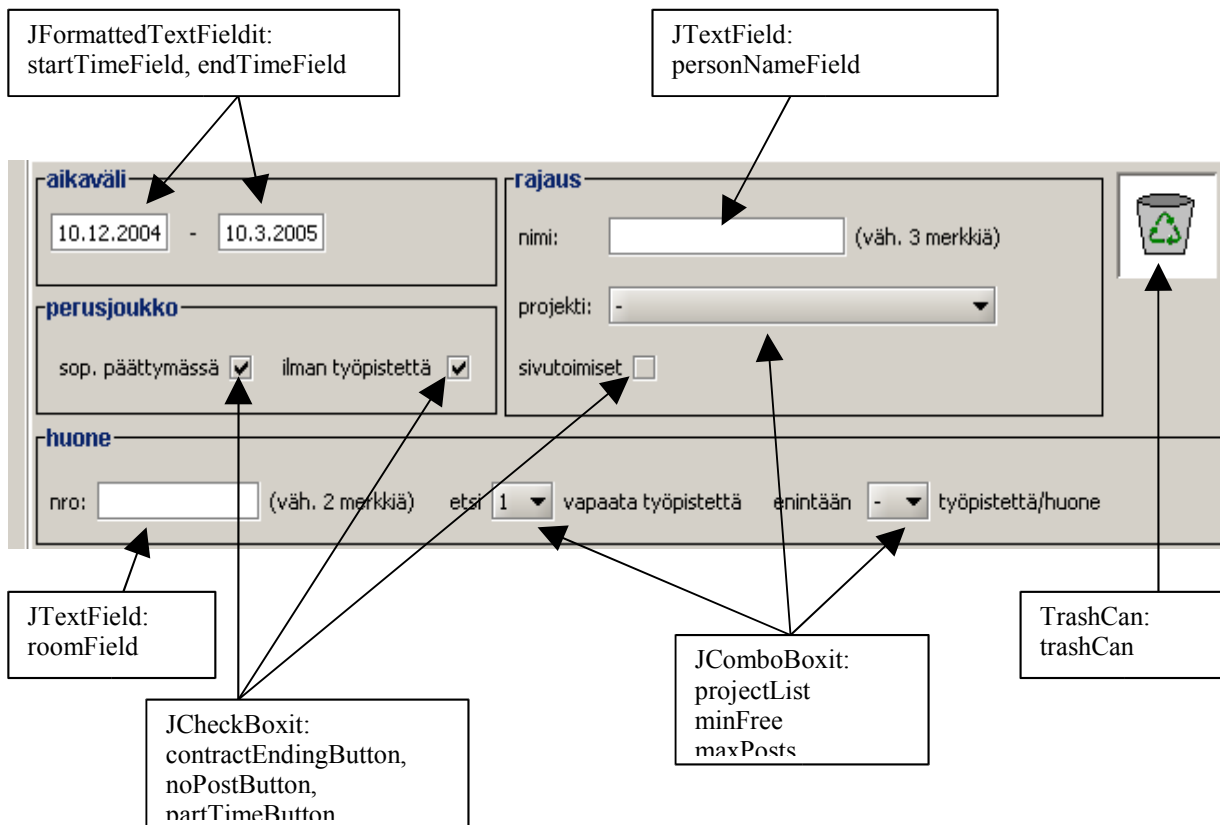 JFormattedTextFieldit:
startTimeField, endTimeField
JTextField:
personNameField
aikaväli
10.12.2004 - 10.3.2005
rajaus
nimi: (väh. 3 merkkiä)
projekti: -
sivutoimiset
perusjoukko
sop. päättymässä ilman työpistettä
huone
nro: (väh. 2 merkkiä) etsi 1 vapaata työpistettä enintään - työpistettä/huone
JTextField:
roomField
JCheckBoxit:
contractEndingButton,
noPostButton,
partTimeButton
JComboBoxit:
projectList
minFree
maxPosts
TrashCan:
trashCan